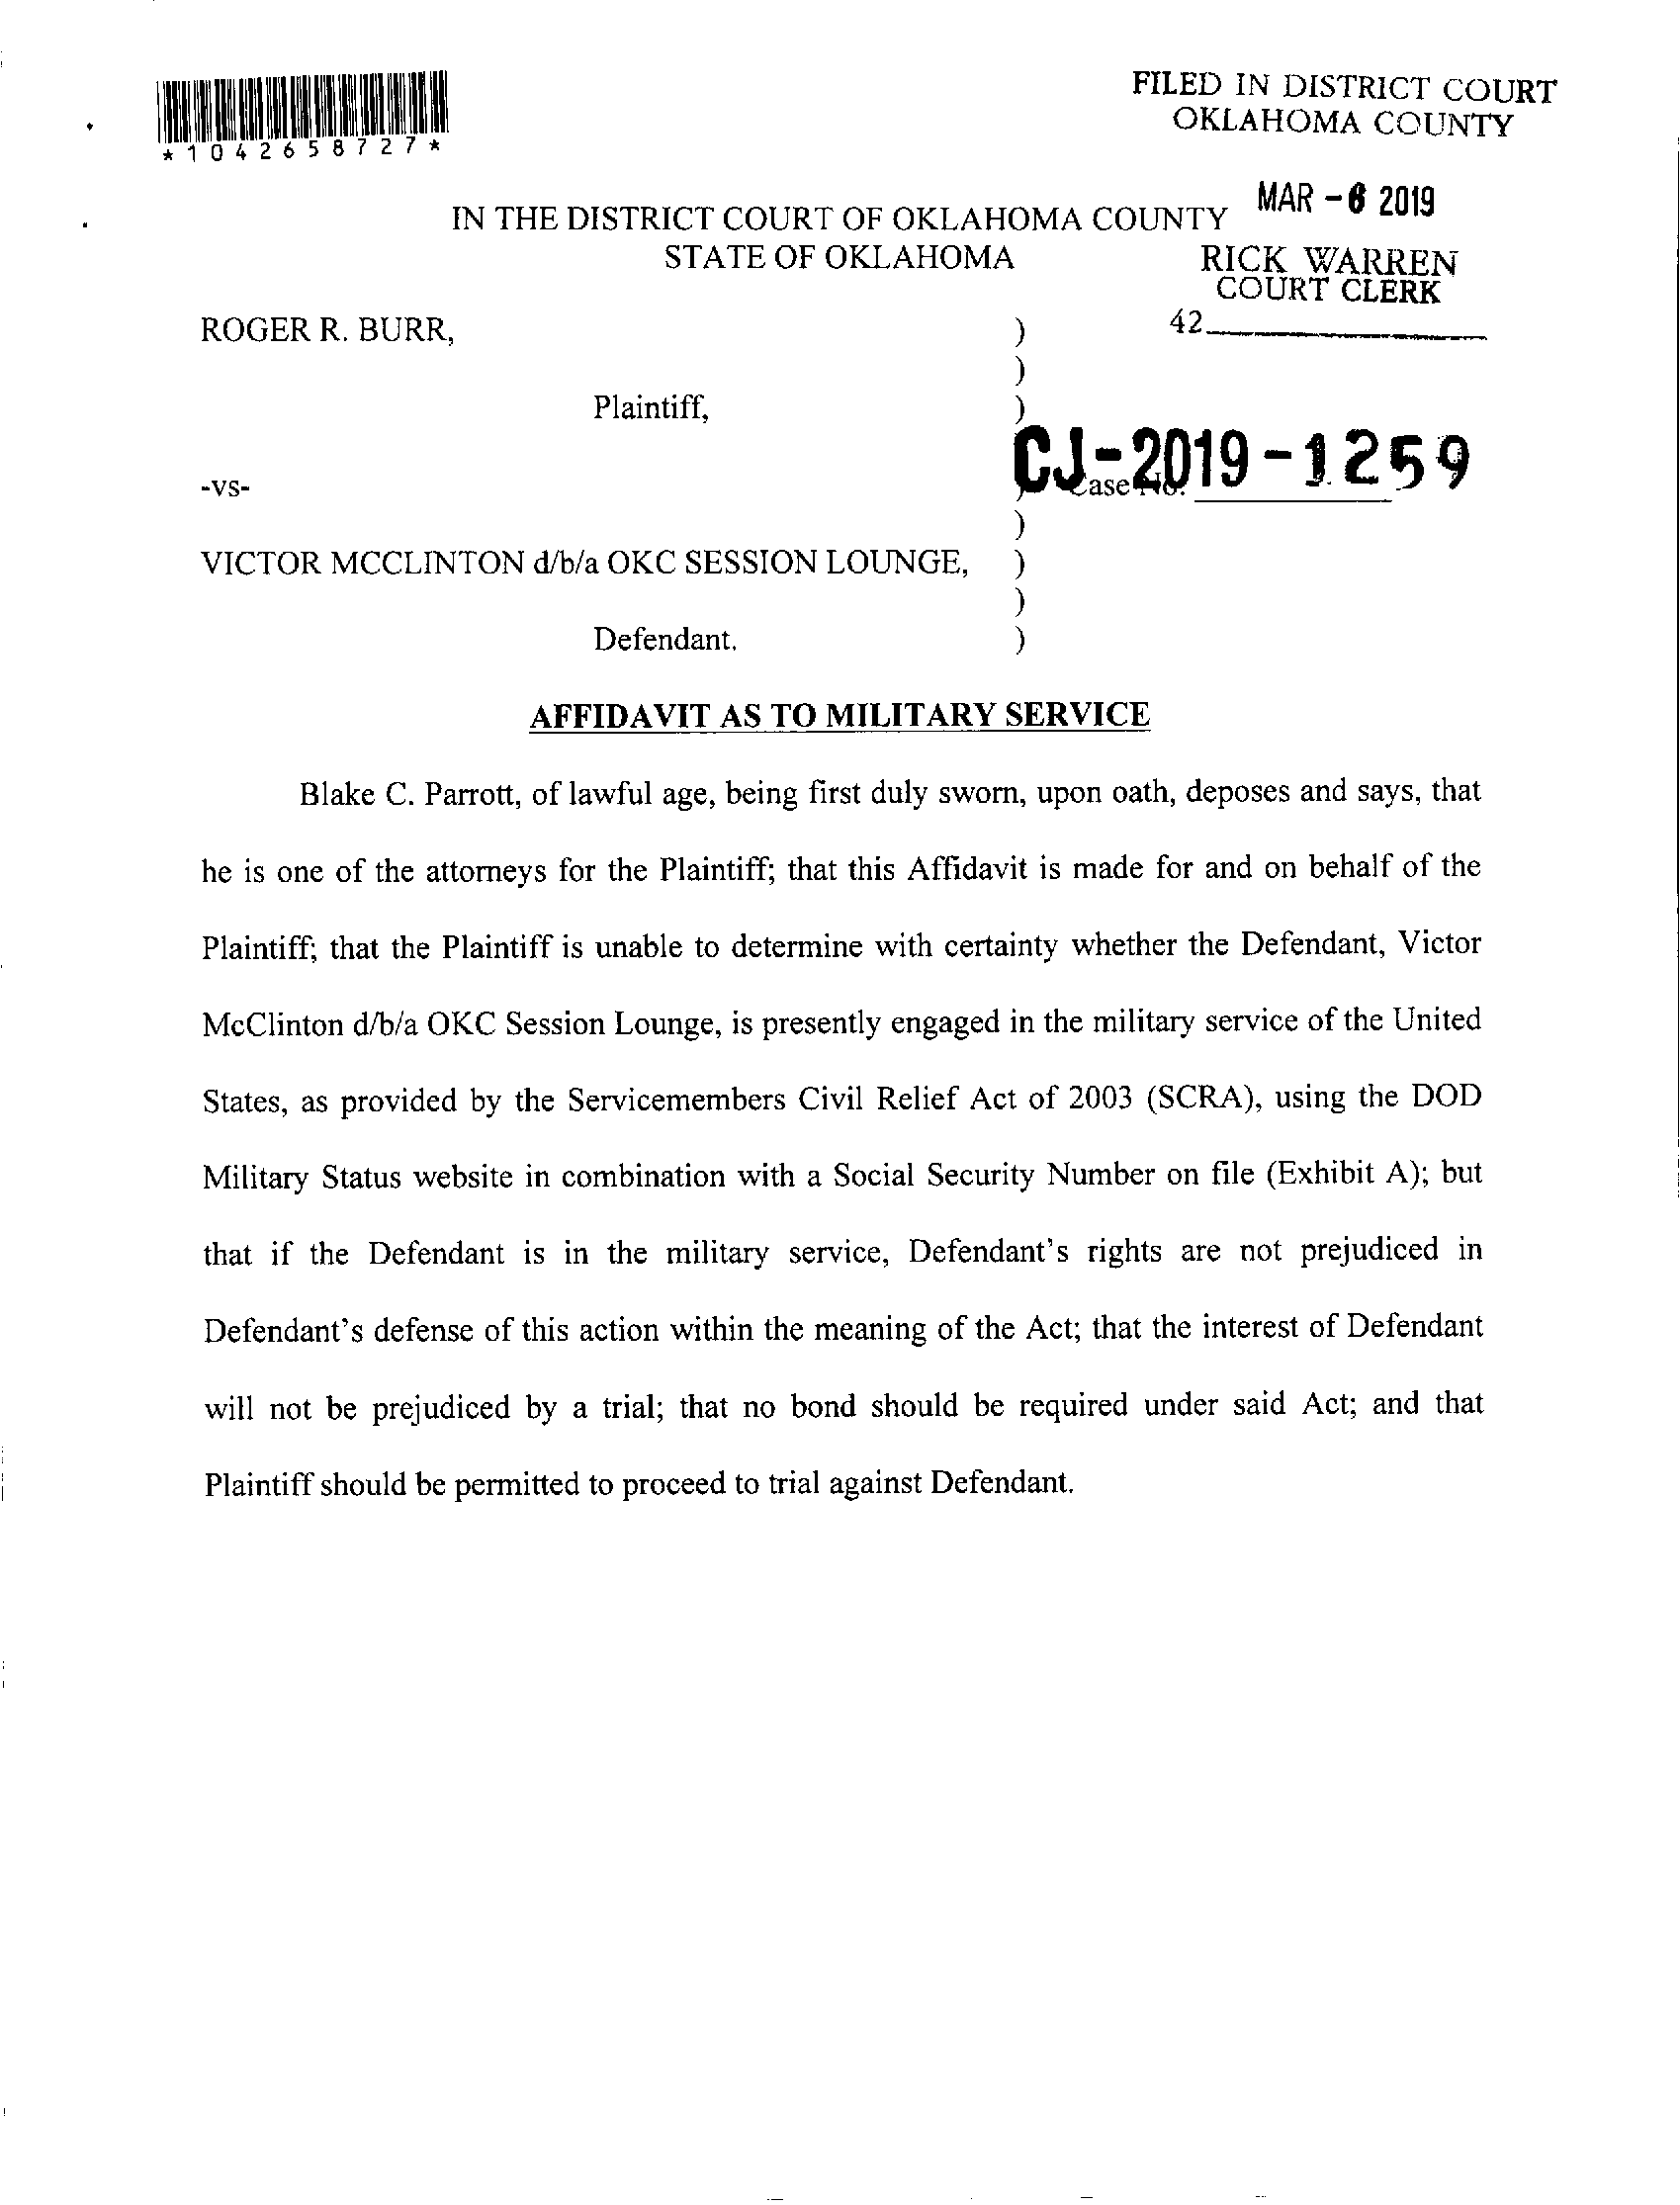 FILED IN DISTRICT COURT
OKLAHOMA COUNTY
*1042658727*
MAR - 6 2019
IN THE DISTRICT COURT OF OKLAHOMA COUNTY
STATE OF OKLAHOMA
RICK WARREN
COURT CLERK
42
ROGER R. BURR, )
)
Plaintiff, )
CJ-2019-1259
-vs- ) Case No.
)
VICTOR MCCLINTON d/b/a OKC SESSION LOUNGE, )
)
Defendant. )
AFFIDAVIT AS TO MILITARY SERVICE
Blake C. Parrott, of lawful age, being first duly sworn, upon oath, deposes and says, that
he is one of the attorneys for the Plaintiff; that this Affidavit is made for and on behalf of the
Plaintiff; that the Plaintiff is unable to determine with certainty whether the Defendant, Victor
McClinton d/b/a OKC Session Lounge, is presently engaged in the military service of the United
States, as provided by the Servicemembers Civil Relief Act of 2003 (SCRA), using the DOD
Military Status website in combination with a Social Security Number on file (Exhibit A); but
that if the Defendant is in the military service, Defendant's rights are not prejudiced in
Defendant's defense of this action within the meaning of the Act; that the interest of Defendant
will not be prejudiced by a trial; that no bond should be required under said Act; and that
Plaintiff should be permitted to proceed to trial against Defendant.